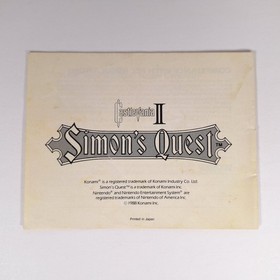 Castlevania II
Simon's Quest™
Konami® is a registered trademark of Konami Industry Co. Ltd.
Simon's Quest™ is a trademark of Konami Inc.
Nintendo® and Nintendo Entertainment System® are
registered trademarks of Nintendo of America Inc.
© 1988 Konami Inc.
Printed in Japan